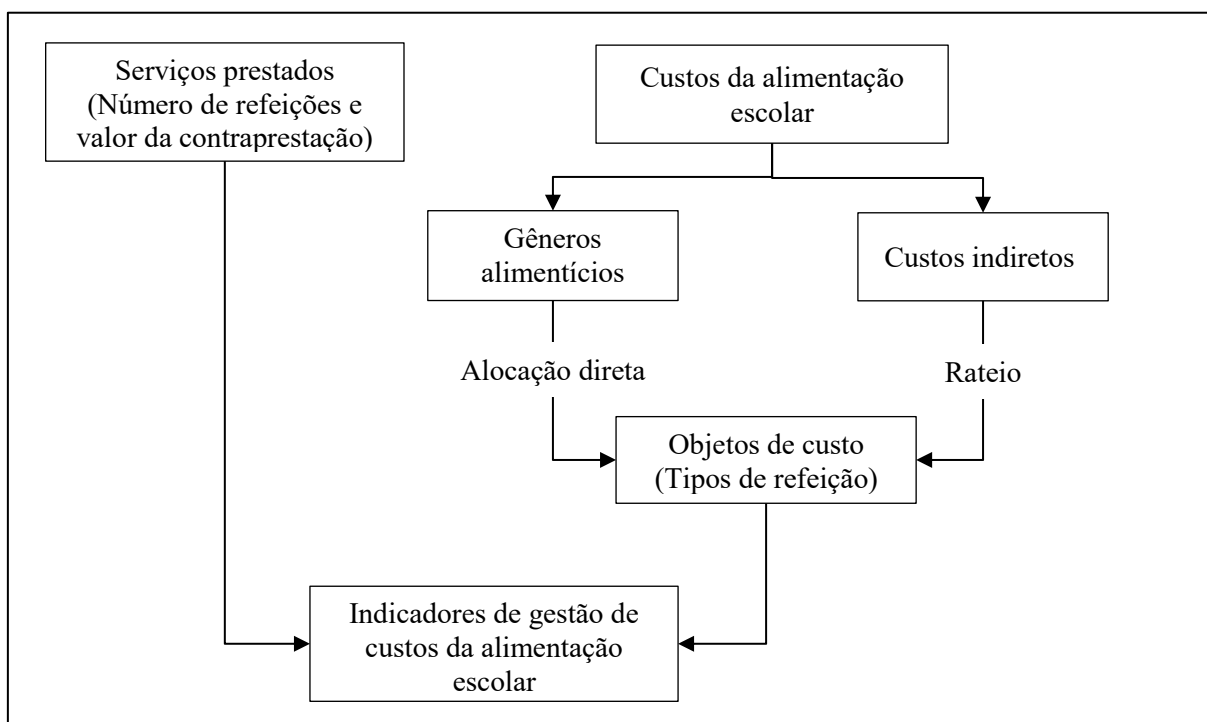 Serviços prestados
(Número de refeições e
valor da contraprestação)
Custos da alimentação
escolar
Gêneros
alimentícios
Custos indiretos
Alocação direta
Rateio
Objetos de custo
(Tipos de refeição)
Indicadores de gestão de
custos da alimentação
escolar